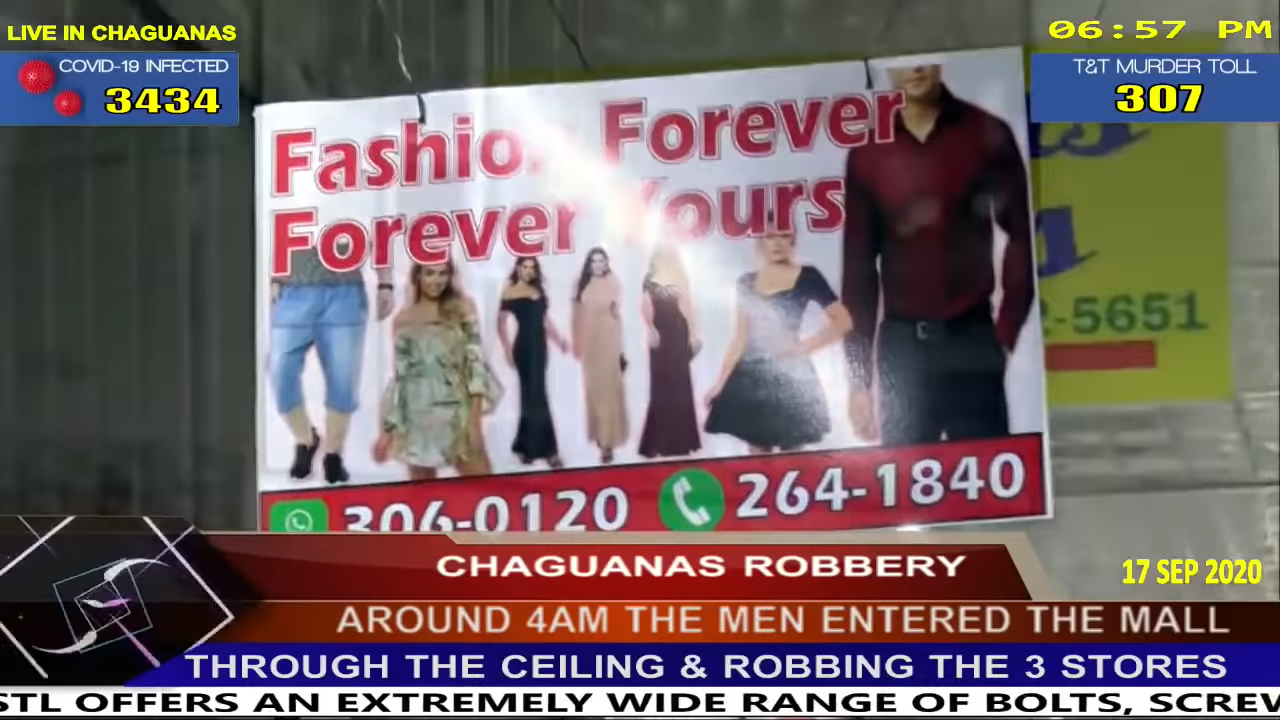 LIVE IN CHAGUANAS
06:57 PM
COVID-19 INFECTED
3434
T&T MURDER TOLL
307
Fashion Forever
Forever Yours
2-5651
306-0120
264-1840
CHAGUANAS ROBBERY
17 SEP 2020
AROUND 4AM THE MEN ENTERED THE MALL
THROUGH THE CEILING & ROBBING THE 3 STORES
STL OFFERS AN EXTREMELY WIDE RANGE OF BOLTS, SCREW